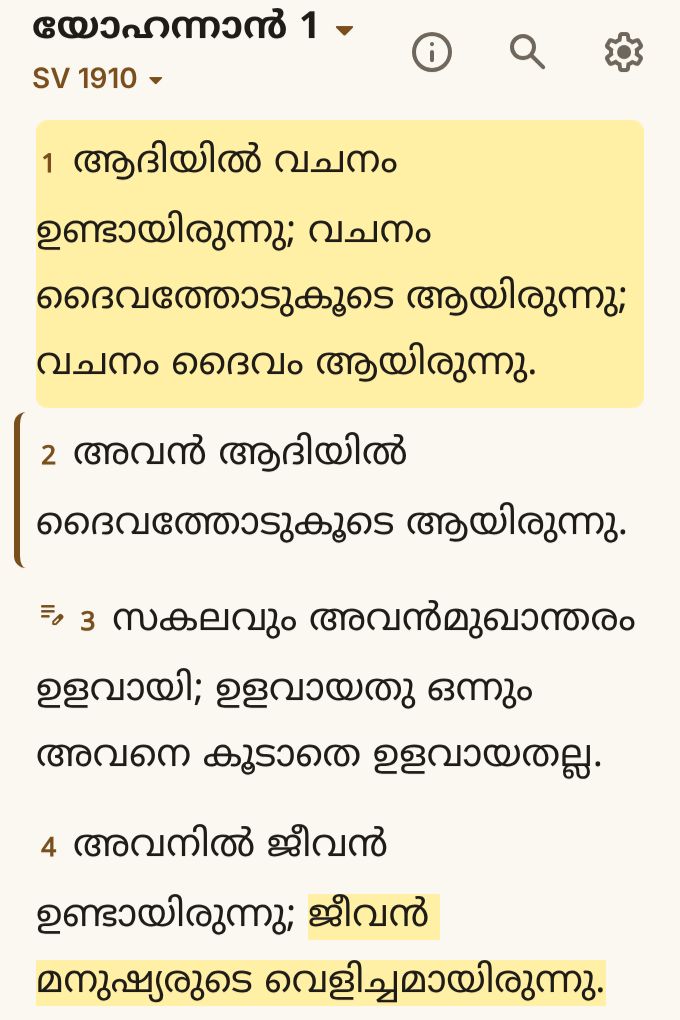 യോഹന്നാൻ 1
SV 1910
1 ആദിയിൽ വചനം
ഉണ്ടായിരുന്നു; വചനം
ദൈവത്തോടുകൂടെ ആയിരുന്നു;
വചനം ദൈവം ആയിരുന്നു.
2 അവൻ ആദിയിൽ
ദൈവത്തോടുകൂടെ ആയിരുന്നു.
3 സകലവും അവൻമുഖാന്തരം
ഉളവായി; ഉളവായതു ഒന്നും
അവനെ കൂടാതെ ഉളവായതല്ല.
4 അവനിൽ ജീവൻ
ഉണ്ടായിരുന്നു; ജീവൻ
മനുഷ്യരുടെ വെളിച്ചമായിരുന്നു.